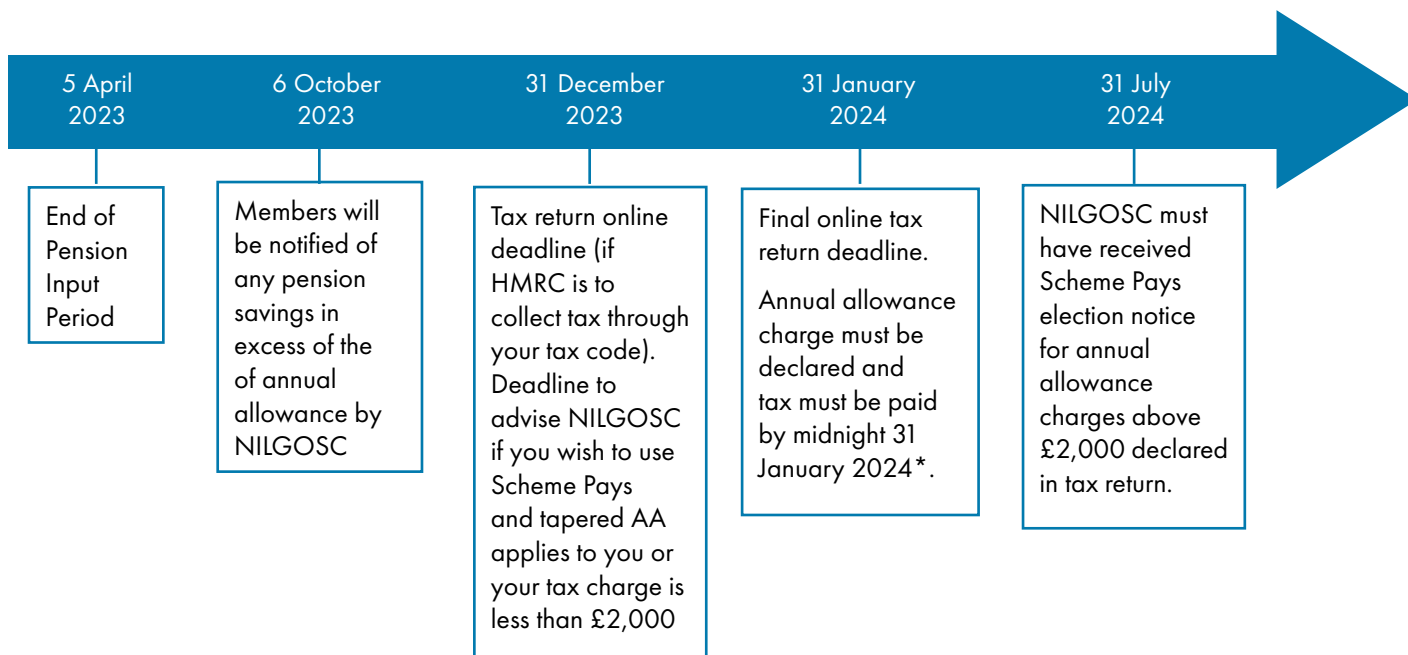 5 April
2023
6 October
2023
31 December
2023
31 January
2024
31 July
2024
End of
Pension
Input
Period
Members will
be notified of
any pension
savings in
excess of the
of annual
allowance by
NILGOSC
Tax return online
deadline (if
HMRC is to
collect tax through
your tax code).
Deadline to
advise NILGOSC
if you wish to use
Scheme Pays
and tapered AA
applies to you or
your tax charge is
less than £2,000
Final online tax
return deadline.
Annual allowance
charge must be
declared and
tax must be paid
by midnight 31
January 2024*.
NILGOSC must
have received
Scheme Pays
election notice
for annual
allowance
charges above
£2,000 declared
in tax return.